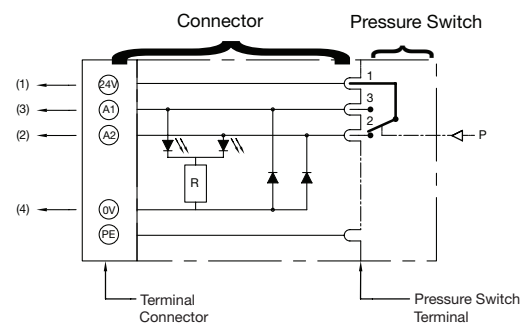 Connector
Pressure Switch
(1) 24V 1
(3) A1 3
(2) A2 2
P
R
(4) 0V
PE
Terminal
Connector
Pressure Switch
Terminal